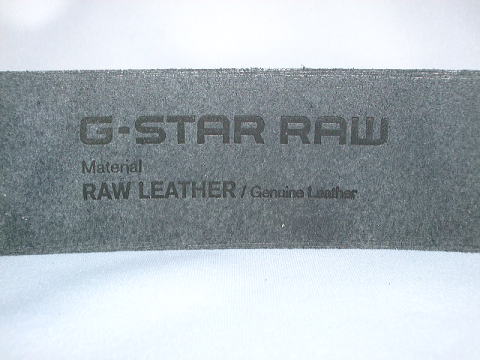 G-STAR RAW
Material
RAW LEATHER / Genuine Leather